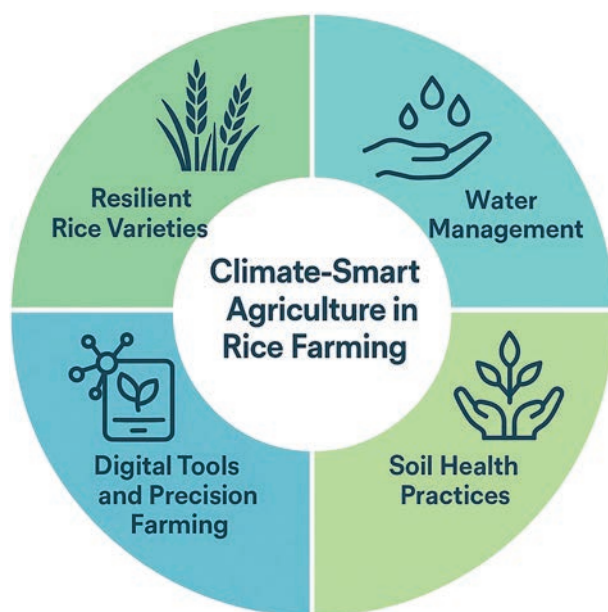 Resilient
Rice Varieties
Water
Management
Climate-Smart
Agriculture in
Rice Farming
Digital Tools
and Precision
Farming
Soil Health
Practices